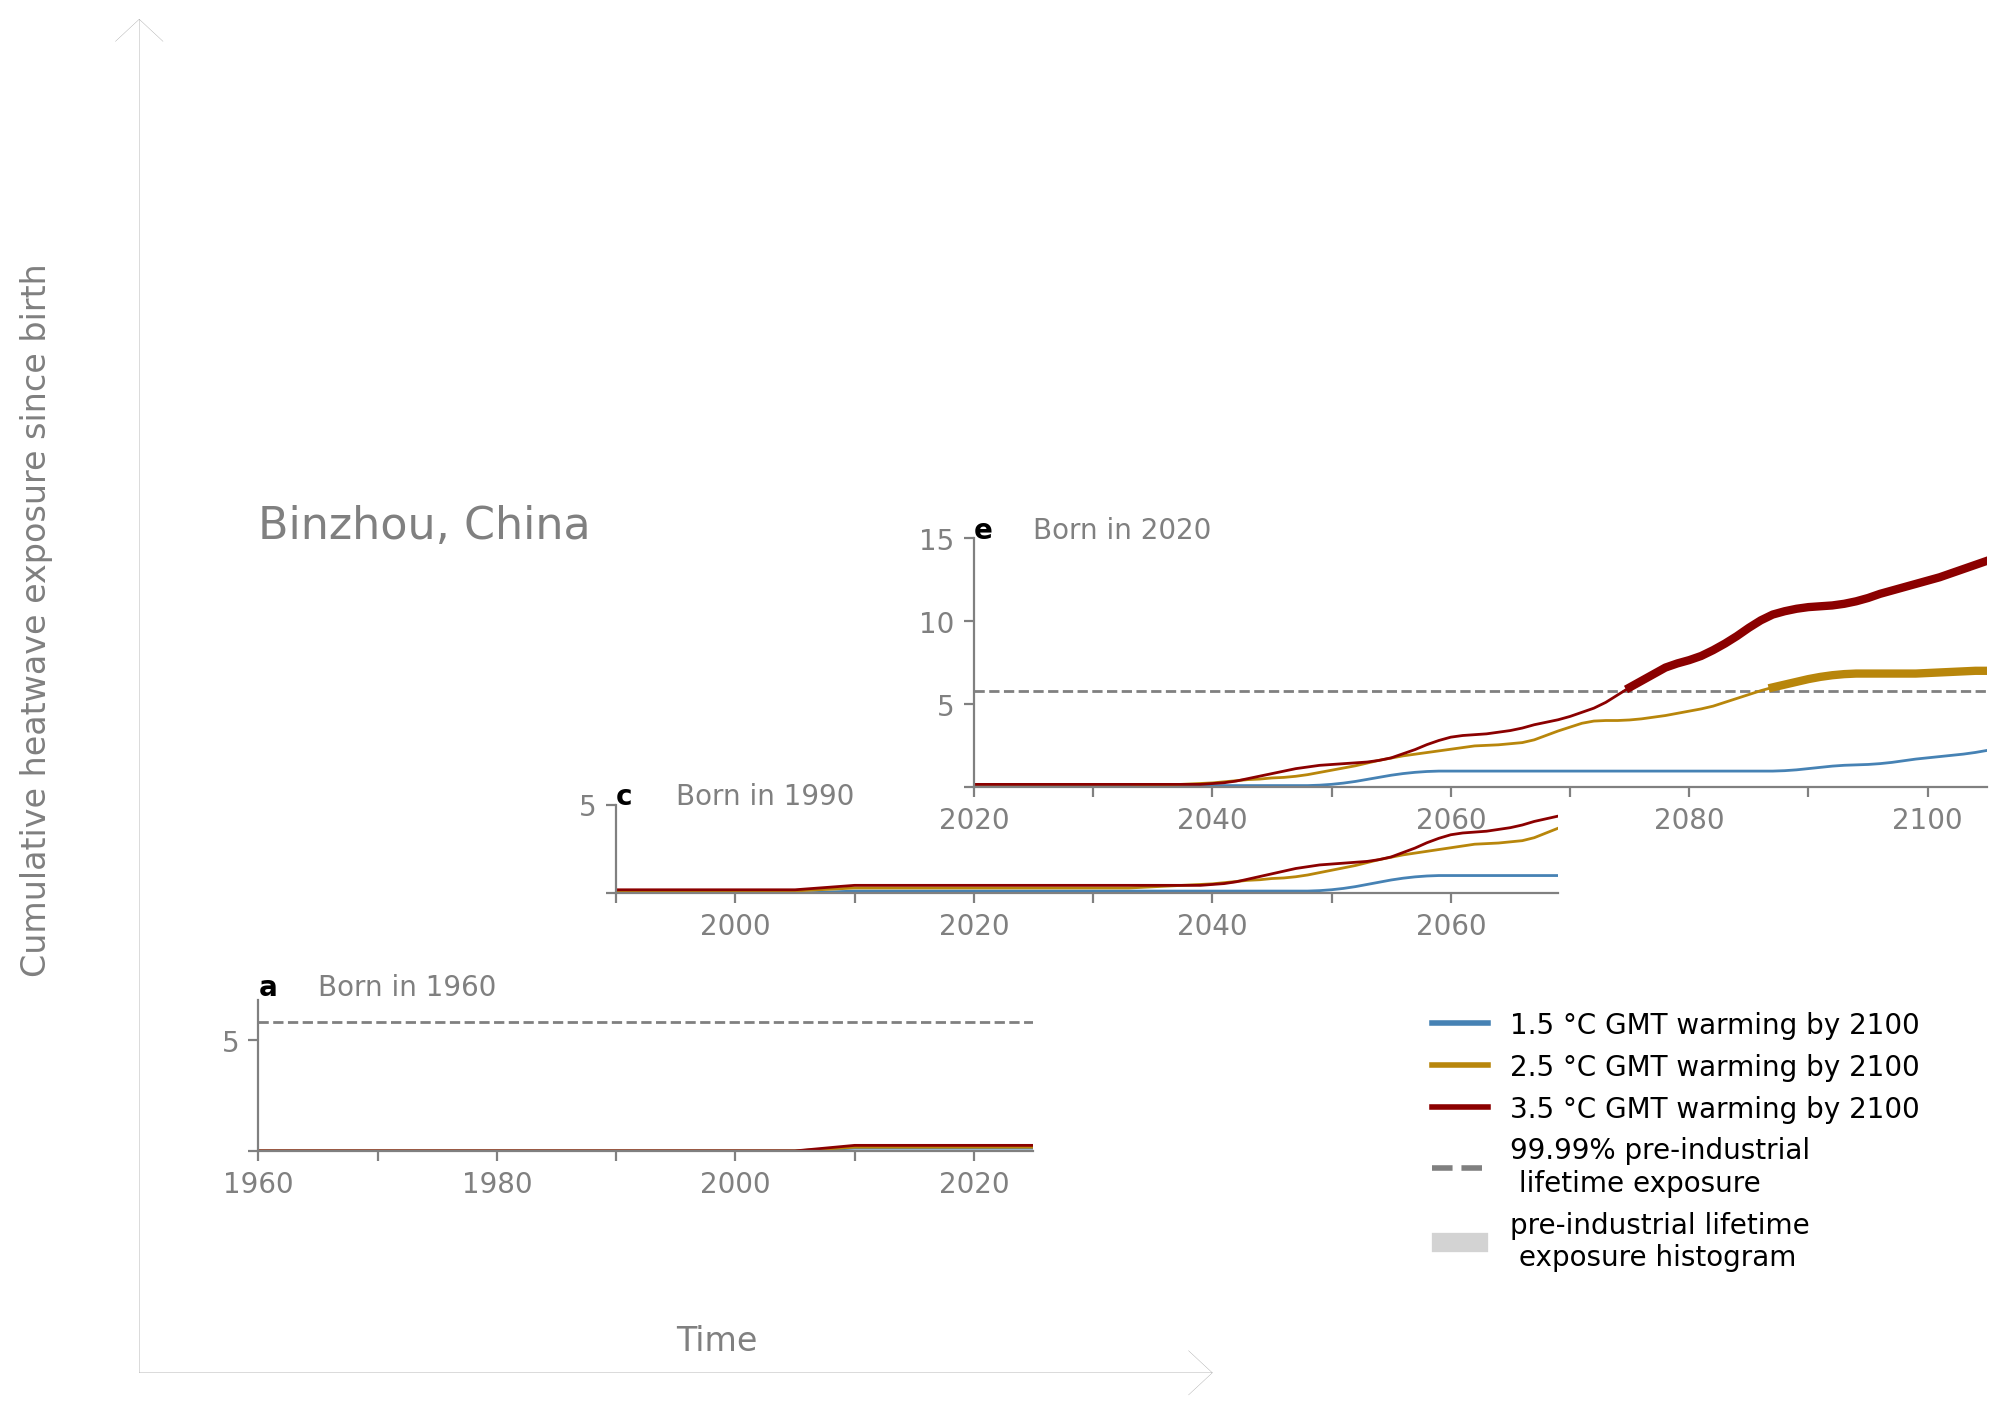 Cumulative heatwave exposure since birth
Binzhou, China
e Born in 2020
15
10
5
2020 2040 2060 2080 2100
c Born in 1990
5
2000 2020 2040 2060
a Born in 1960
5
1960 1980 2000 2020
1.5 °C GMT warming by 2100
2.5 °C GMT warming by 2100
3.5 °C GMT warming by 2100
99.99% pre-industrial
lifetime exposure
pre-industrial lifetime
exposure histogram
Time